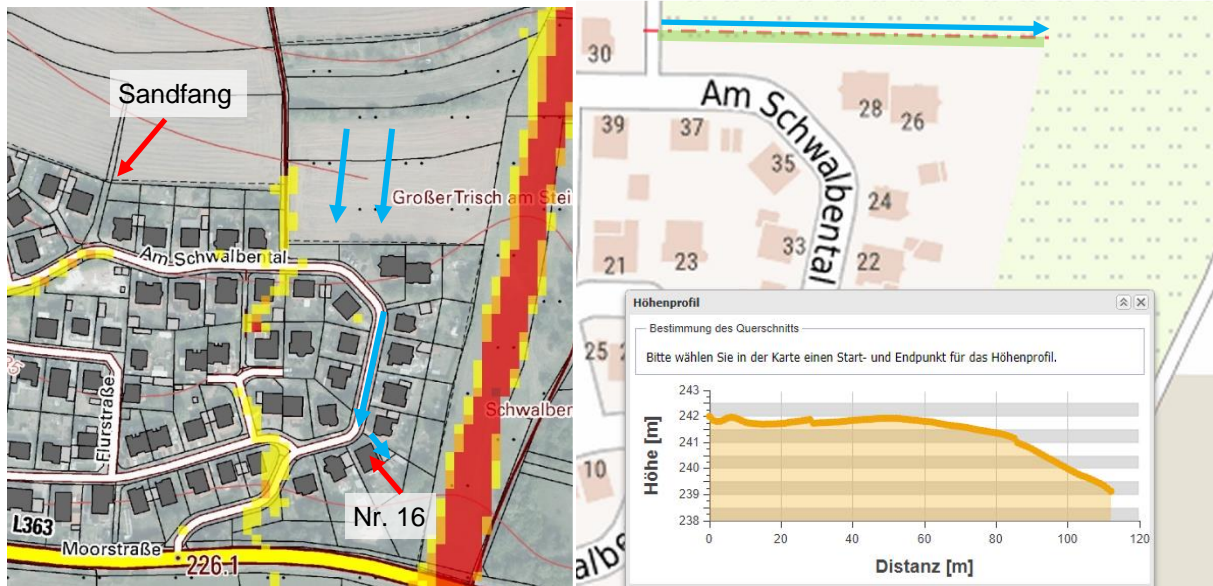 Sandfang
Großer Trisch am Stei
Am Schwalbental
Flurstraße
Schwalber
Nr. 16
L363
Moorstraße
226.1
30
Am Schwalbental
28
26
39
37
35
24
33
21
23
22
25
10
Höhenprofil
Bestimmung des Querschnitts
Bitte wählen Sie in der Karte einen Start- und Endpunkt für das Höhenprofil.
Höhe [m]
243
242
241
240
239
238
0
20
40
60
80
100
120
Distanz [m]